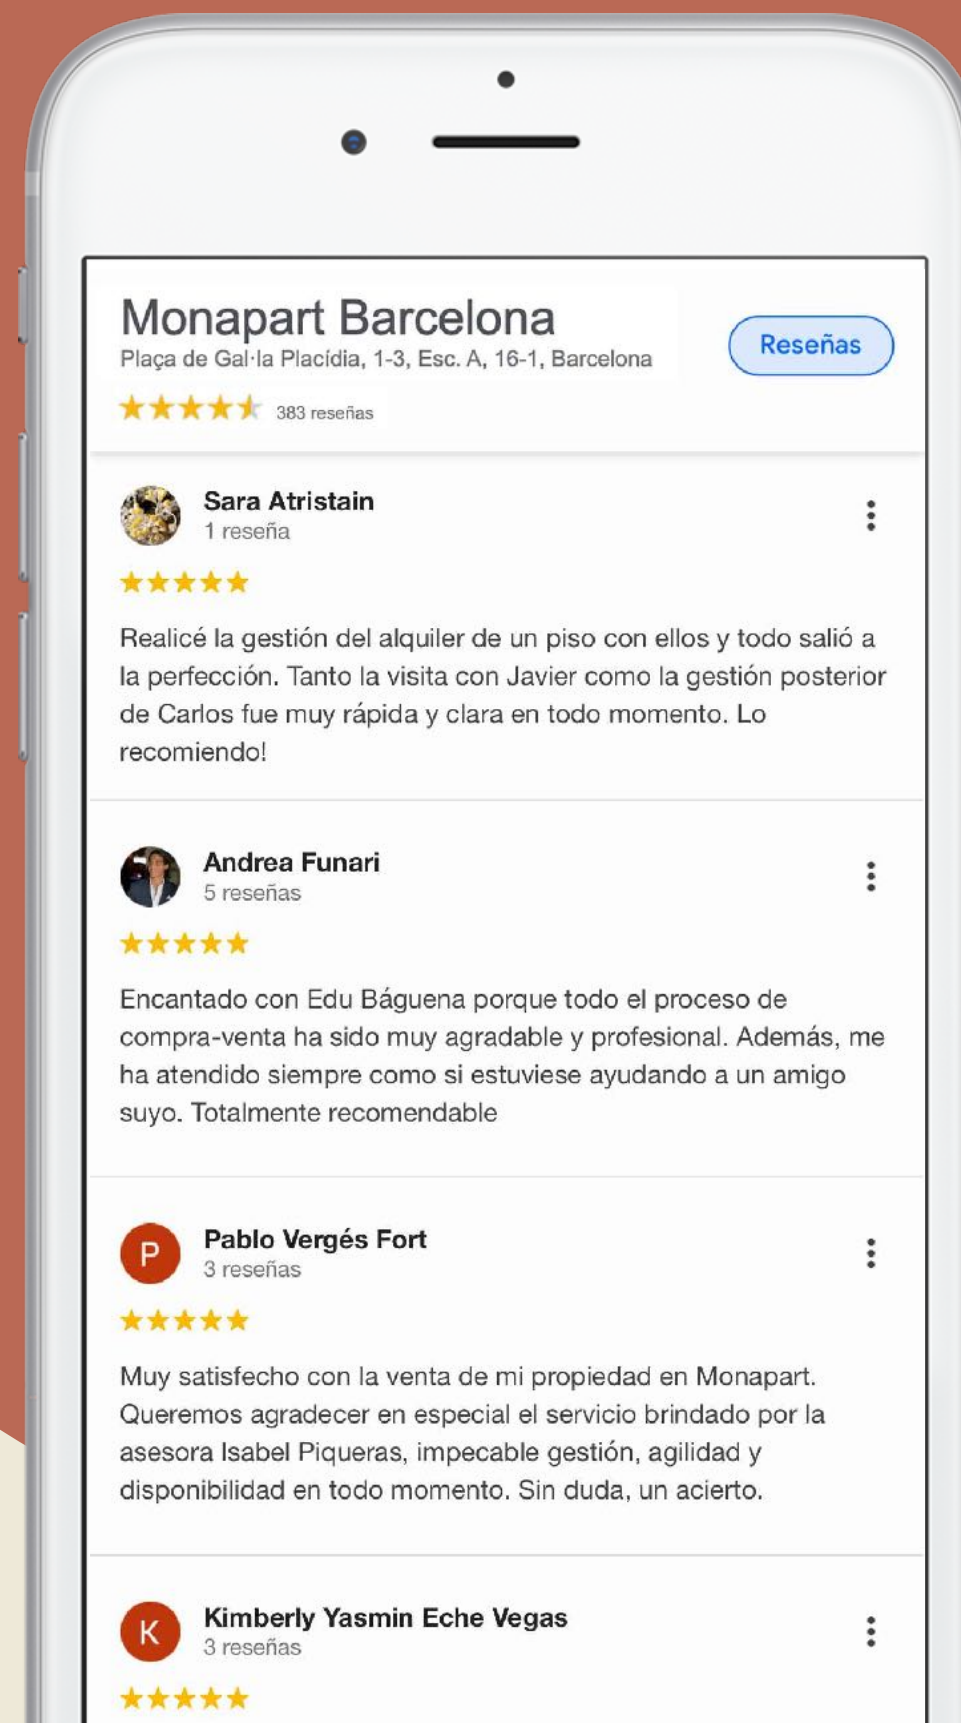 Monapart Barcelona
Plaça de Gal·la Placídia, 1-3, Esc. A, 16-1, Barcelona
Reseñas
383 reseñas
Sara Atristain
1 reseña
Realicé la gestión del alquiler de un piso con ellos y todo salió a
la perfección. Tanto la visita con Javier como la gestión posterior
de Carlos fue muy rápida y clara en todo momento. Lo
recomiendo!
Andrea Funari
5 reseñas
Encantado con Edu Báguena porque todo el proceso de
compra-venta ha sido muy agradable y profesional. Además, me
ha atendido siempre como si estuviese ayudando a un amigo
suyo. Totalmente recomendable
P
Pablo Vergés Fort
3 reseñas
Muy satisfecho con la venta de mi propiedad en Monapart.
Queremos agradecer en especial el servicio brindado por la
asesora Isabel Piqueras, impecable gestión, agilidad y
disponibilidad en todo momento. Sin duda, un acierto.
K
Kimberly Yasmin Eche Vegas
3 reseñas